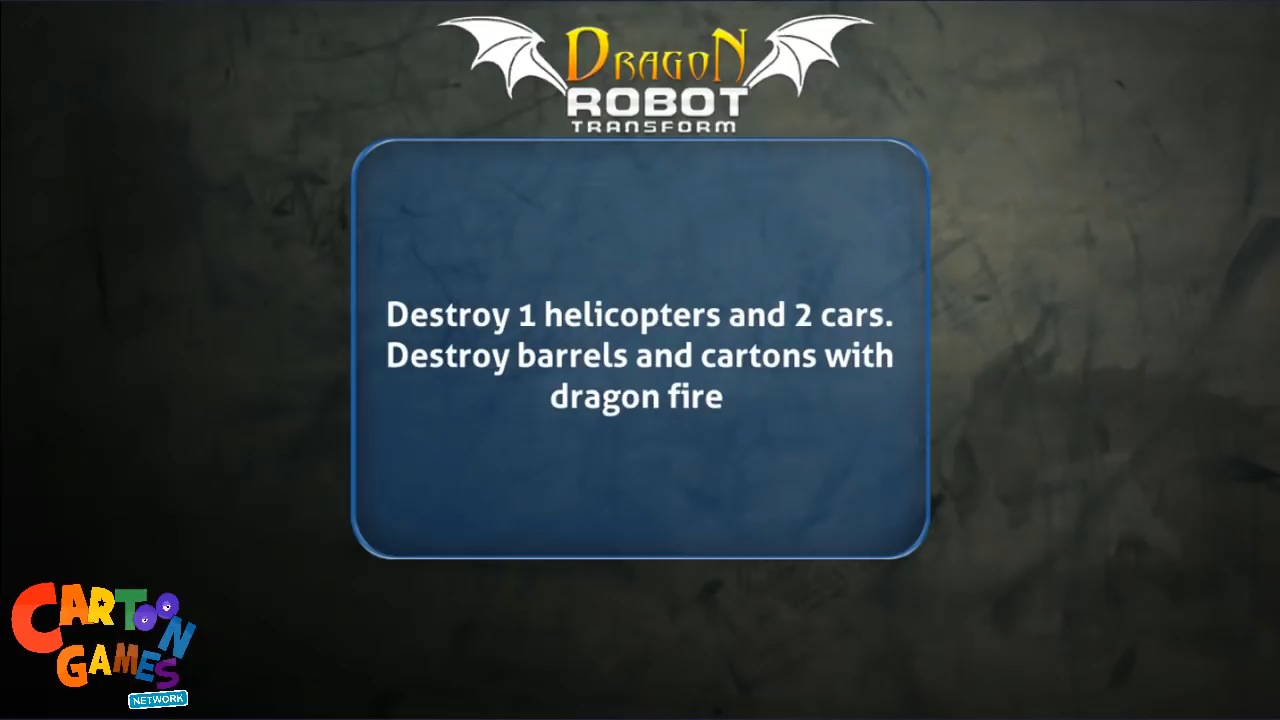 DRAGON
ROBOT
TRANSFORM
Destroy 1 helicopters and 2 cars.
Destroy barrels and cartons with
dragon fire
CARTOON
GAMES
NETWORK